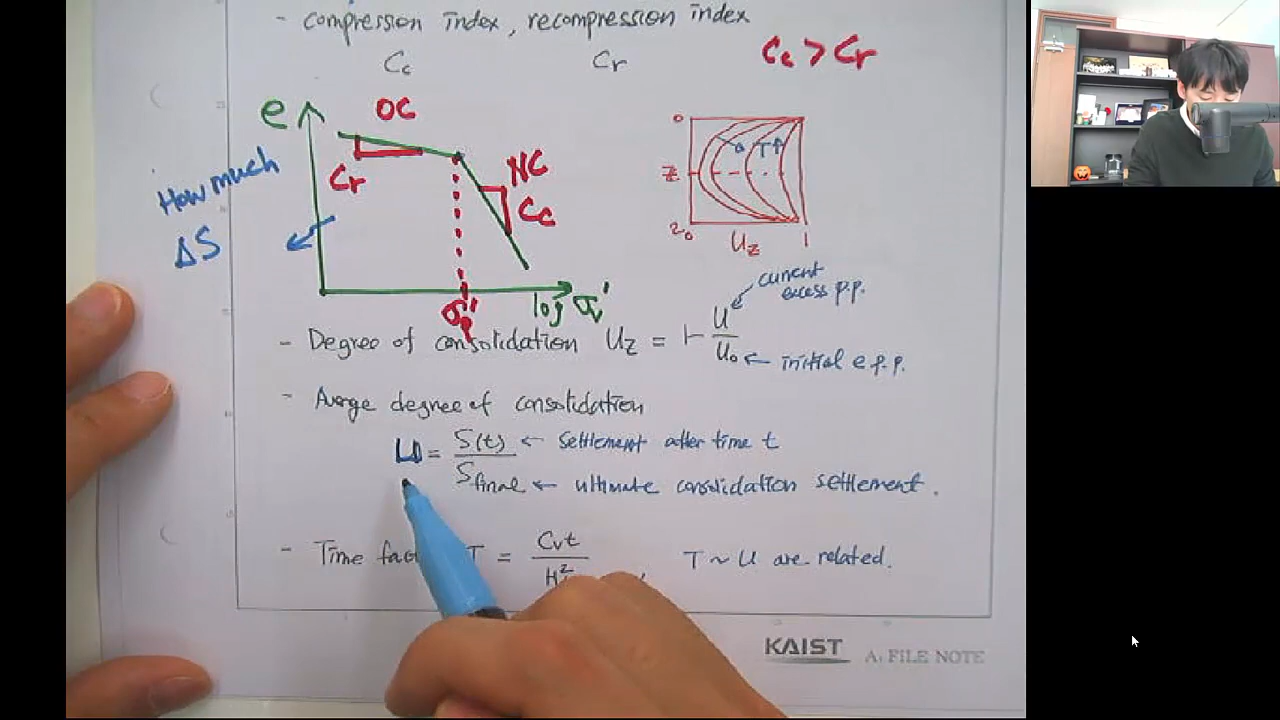 - compression index, recompression index
Cc Cr Cc > Cr
e OC
Cr NC
Cc
How much
ΔS
σp' log σv'
0
Z
Uz 1
current
excess p.p.
- Degree of consolidation Uz = 1- u/u0 ← initial e.p.p.
- Averge degree of consolidation
U = S(t) ← Settlement after time t
Sfinal ← ultimate consolidation settlement.
- Time T = Cvt T ~ U are related.
H²
KAIST A4 FILE NOTE